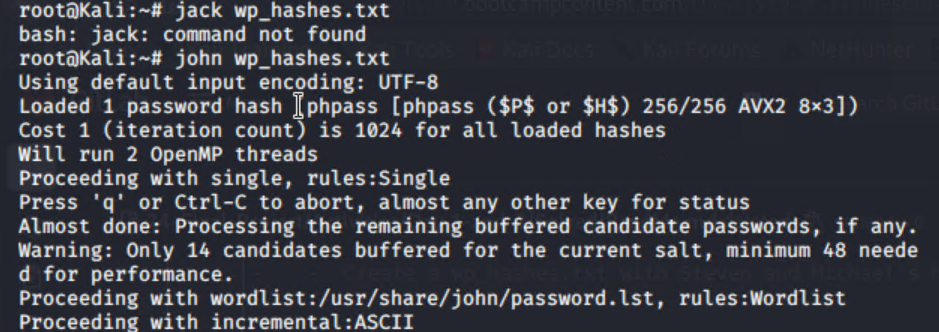 root@Kali:~# jack wp_hashes.txt
bash: jack: command not found
root@Kali:~# john wp_hashes.txt
Using default input encoding: UTF-8
Loaded 1 password hash (phpass [phpass ($P$ or $H$) 256/256 AVX2 8×3])
Cost 1 (iteration count) is 1024 for all loaded hashes
Will run 2 OpenMP threads
Proceeding with single, rules:Single
Press 'q' or Ctrl-C to abort, almost any other key for status
Almost done: Processing the remaining buffered candidate passwords, if any.
Warning: Only 14 candidates buffered for the current salt, minimum 48 neede
d for performance.
Proceeding with wordlist:/usr/share/john/password.lst, rules:Wordlist
Proceeding with incremental:ASCII